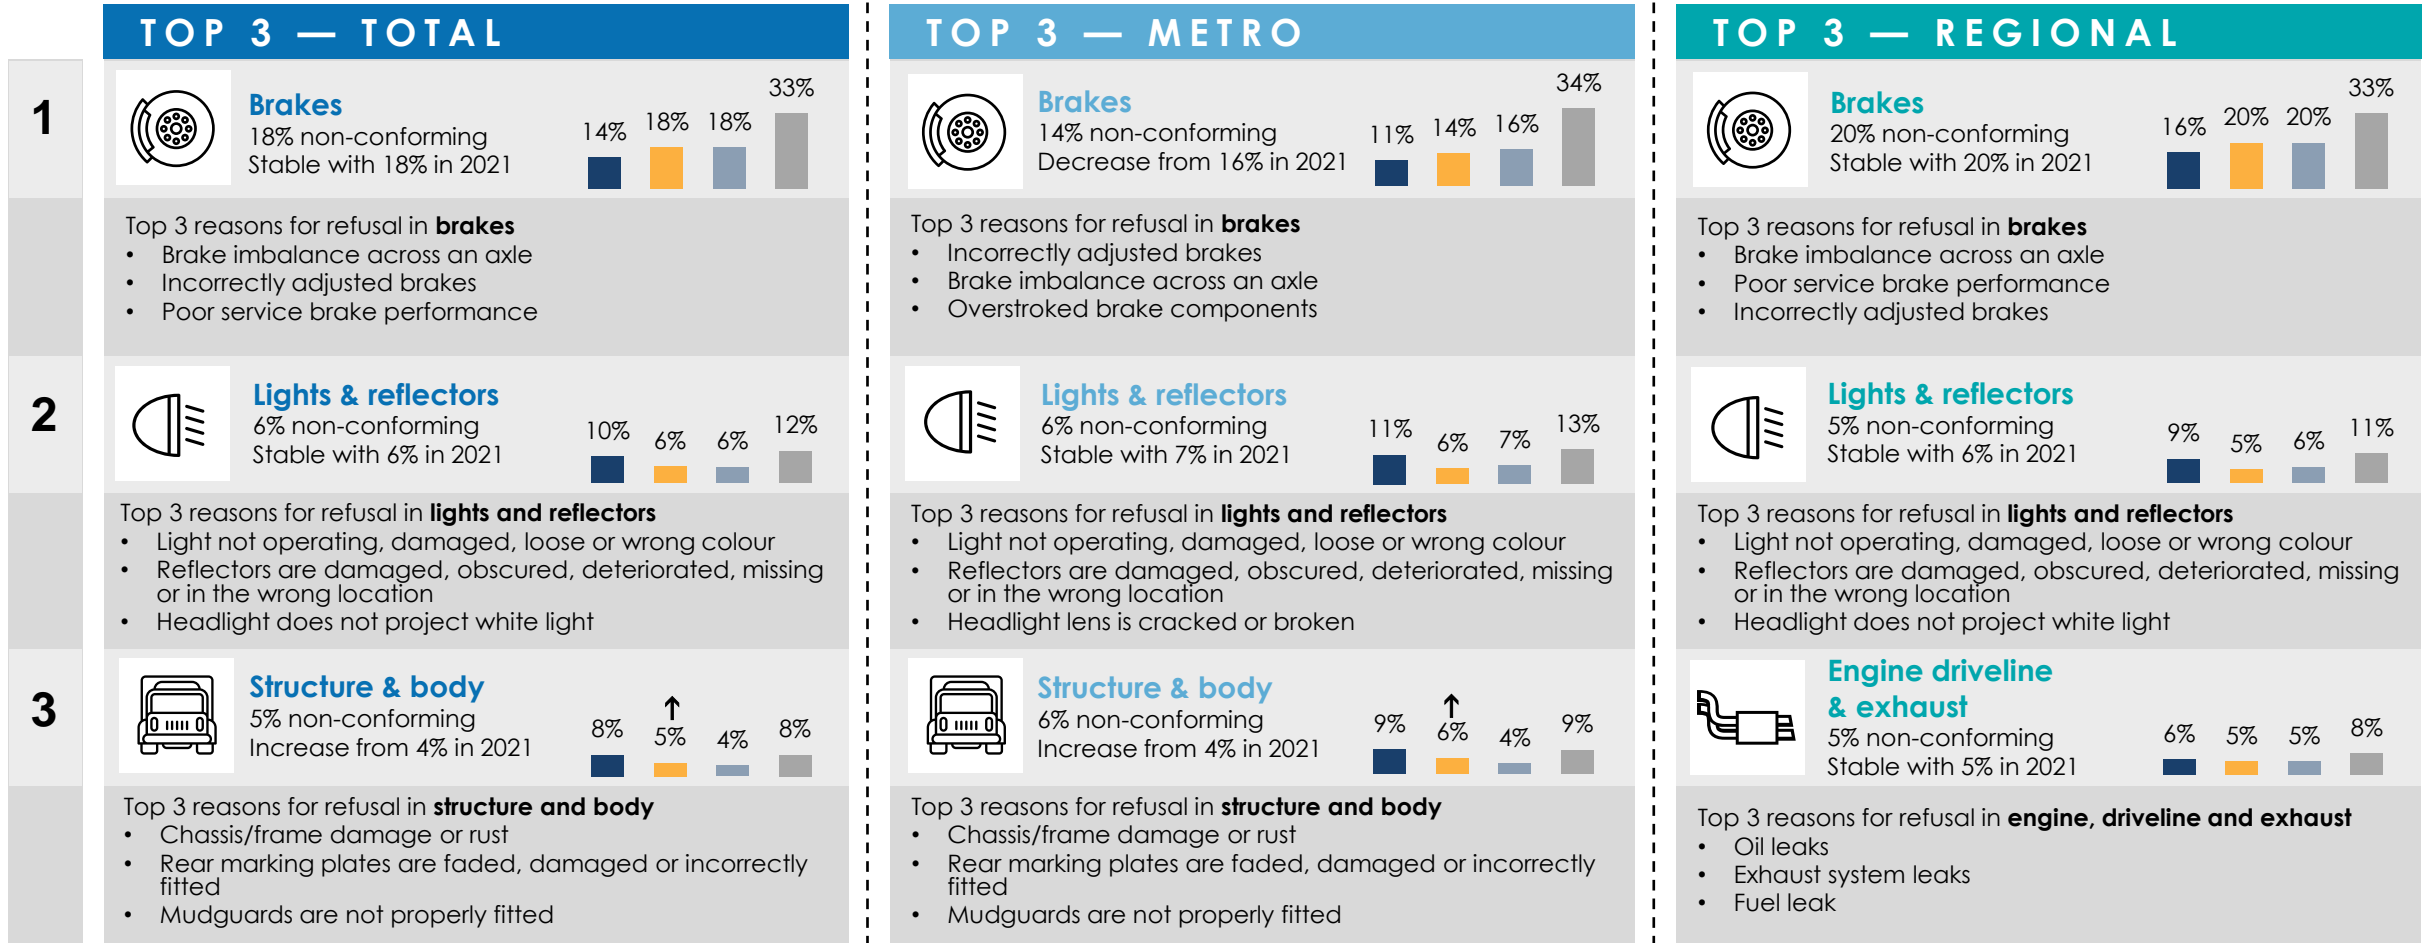 TOP 3 — TOTAL
1
Brakes
18% non-conforming
Stable with 18% in 2021
14%
18%
18%
33%
Top 3 reasons for refusal in brakes
• Brake imbalance across an axle
• Incorrectly adjusted brakes
• Poor service brake performance
2
Lights & reflectors
6% non-conforming
Stable with 6% in 2021
10%
6%
6%
12%
Top 3 reasons for refusal in lights and reflectors
• Light not operating, damaged, loose or wrong colour
• Reflectors are damaged, obscured, deteriorated, missing
or in the wrong location
• Headlight does not project white light
3
Structure & body
5% non-conforming
Increase from 4% in 2021
8%
5%
4%
8%
Top 3 reasons for refusal in structure and body
• Chassis/frame damage or rust
• Rear marking plates are faded, damaged or incorrectly
fitted
• Mudguards are not properly fitted
TOP 3 — METRO
Brakes
14% non-conforming
Decrease from 16% in 2021
11%
14%
16%
34%
Top 3 reasons for refusal in brakes
• Incorrectly adjusted brakes
• Brake imbalance across an axle
• Overstroked brake components
Lights & reflectors
6% non-conforming
Stable with 7% in 2021
11%
6%
7%
13%
Top 3 reasons for refusal in lights and reflectors
• Light not operating, damaged, loose or wrong colour
• Reflectors are damaged, obscured, deteriorated, missing
or in the wrong location
• Headlight lens is cracked or broken
Structure & body
6% non-conforming
Increase from 4% in 2021
9%
6%
4%
9%
Top 3 reasons for refusal in structure and body
• Chassis/frame damage or rust
• Rear marking plates are faded, damaged or incorrectly
fitted
• Mudguards are not properly fitted
TOP 3 — REGIONAL
Brakes
20% non-conforming
Stable with 20% in 2021
16%
20%
20%
33%
Top 3 reasons for refusal in brakes
• Brake imbalance across an axle
• Poor service brake performance
• Incorrectly adjusted brakes
Lights & reflectors
5% non-conforming
Stable with 6% in 2021
9%
5%
6%
11%
Top 3 reasons for refusal in lights and reflectors
• Light not operating, damaged, loose or wrong colour
• Reflectors are damaged, obscured, deteriorated, missing
or in the wrong location
• Headlight does not project white light
Engine driveline
& exhaust
5% non-conforming
Stable with 5% in 2021
6%
5%
5%
8%
Top 3 reasons for refusal in engine, driveline and exhaust
• Oil leaks
• Exhaust system leaks
• Fuel leak